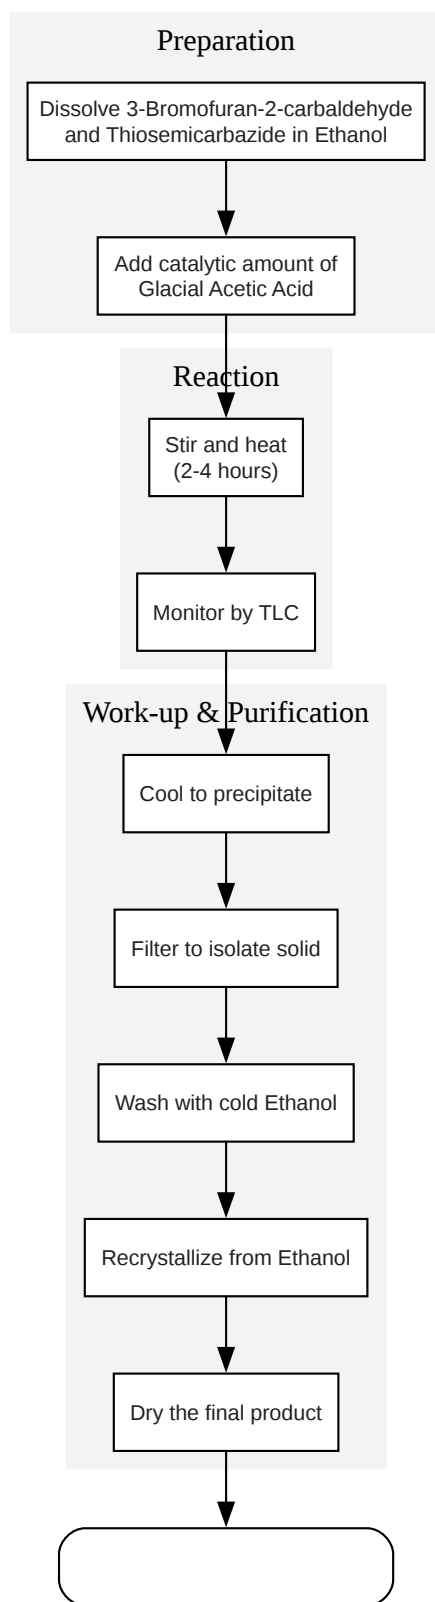 Preparation
Dissolve 3-Bromofuran-2-carbaldehyde
and Thiosemicarbazide in Ethanol
Add catalytic amount of
Glacial Acetic Acid
Reaction
Stir and heat
(2-4 hours)
Monitor by TLC
Work-up & Purification
Cool to precipitate
Filter to isolate solid
Wash with cold Ethanol
Recrystallize from Ethanol
Dry the final product